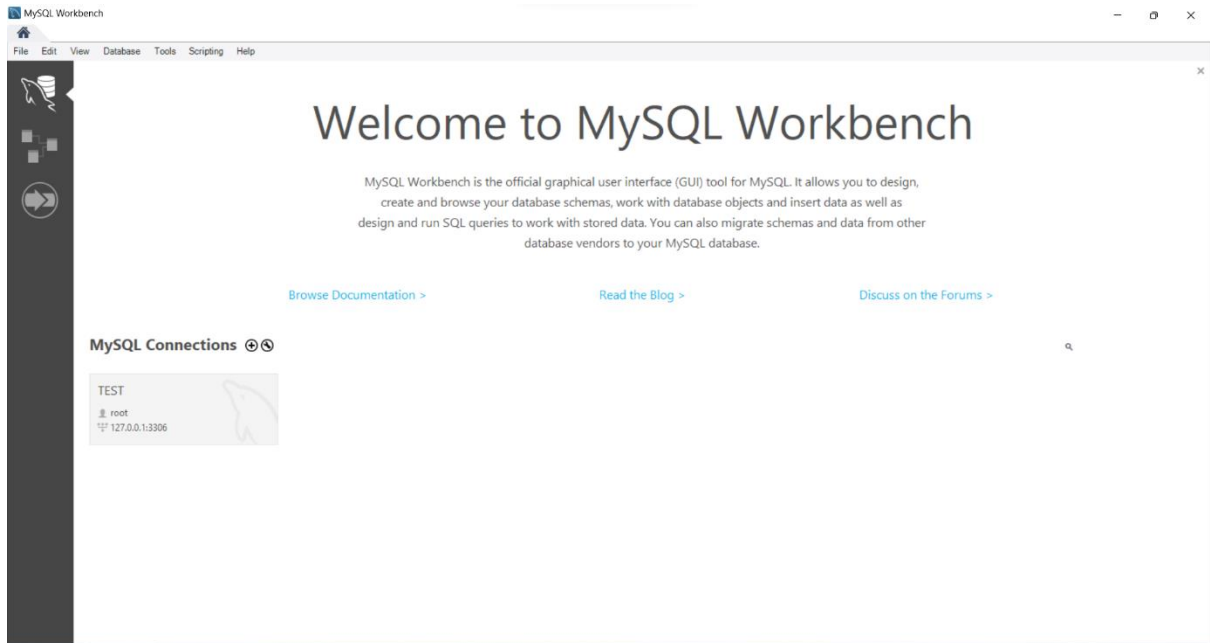 MySQL Workbench
File Edit View Database Tools Scripting Help
Welcome to MySQL Workbench
MySQL Workbench is the official graphical user interface (GUI) tool for MySQL. It allows you to design,
create and browse your database schemas, work with database objects and insert data as well as
design and run SQL queries to work with stored data. You can also migrate schemas and data from other
database vendors to your MySQL database.
Browse Documentation > Read the Blog > Discuss on the Forums >
MySQL Connections
TEST
root
127.0.0.1:3306